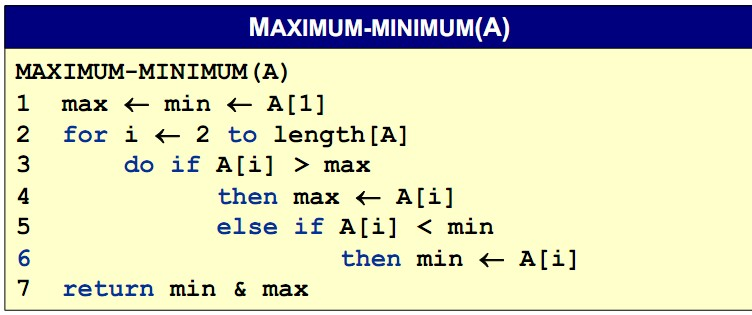 MAXIMUM-MINIMUM(A)
MAXIMUM-MINIMUM(A)
1 max ← min ← A[1]
2 for i ← 2 to length[A]
3 do if A[i] > max
4 then max ← A[i]
5 else if A[i] < min
6 then min ← A[i]
7 return min & max